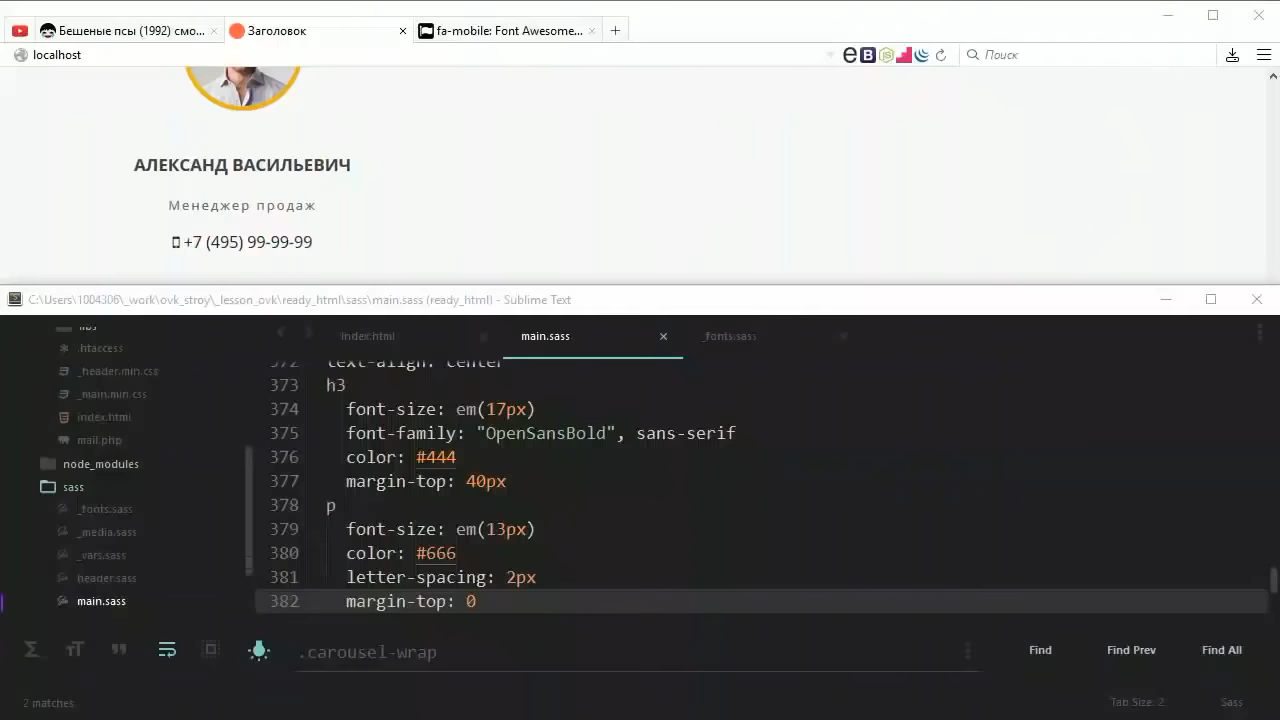 Бешеные псы (1992) смо...
Заголовок
fa-mobile: Font Awesome...
localhost
Поиск
АЛЕКСАНД ВАСИЛЬЕВИЧ
Менеджер продаж
+7 (495) 99-99-99
C:\Users\1004306\_work\ovk_stroy\_lesson_ovk\ready_html\sass\main.sass (ready_html) - Sublime Text
index.html
main.sass
_fonts.sass
libs
.htaccess
_header.min.css
_main.min.css
index.html
mail.php
node_modules
sass
_fonts.sass
_media.sass
_vars.sass
header.sass
main.sass
372 text-align: center
373 h3
374 font-size: em(17px)
375 font-family: "OpenSansBold", sans-serif
376 color: #444
377 margin-top: 40px
378 p
379 font-size: em(13px)
380 color: #666
381 letter-spacing: 2px
382 margin-top: 0
.carousel-wrap
Find
Find Prev
Find All
2 matches
Tab Size: 2
Sass